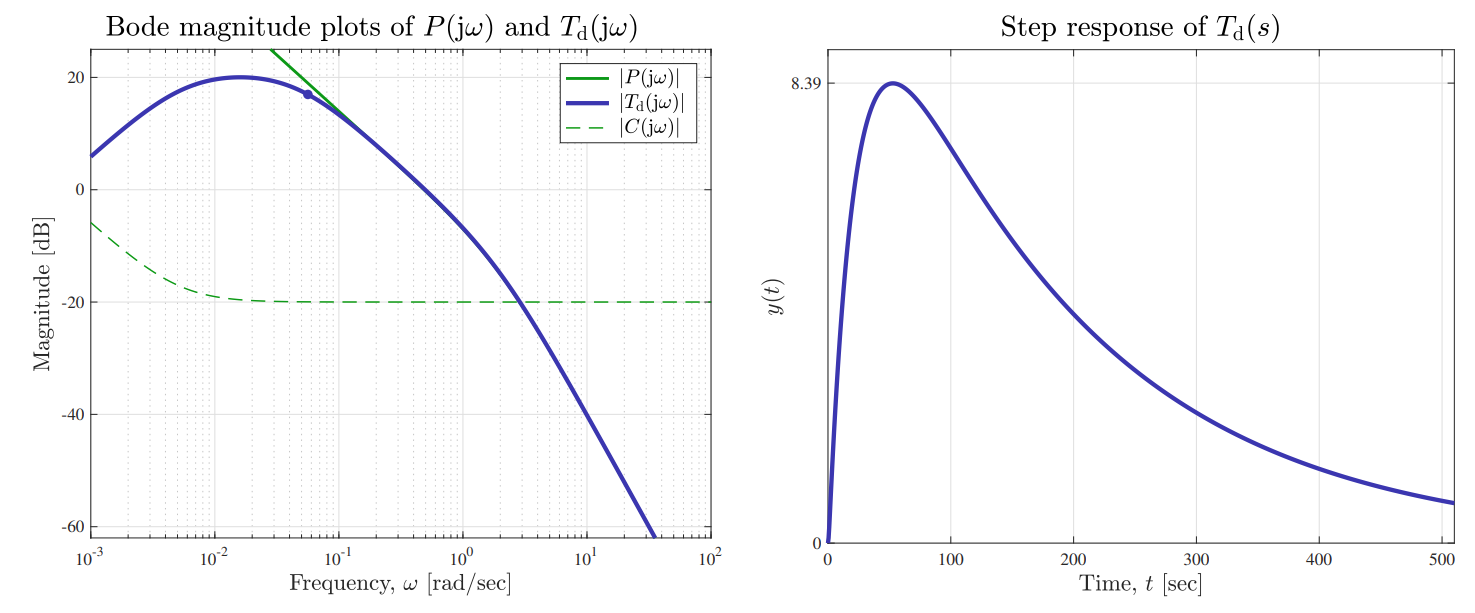 Bode magnitude plots of P(jω) and T_d(jω)
20
0
-20
-40
-60
Magnitude [dB]
|P(jω)|
|T_d(jω)|
|C(jω)|
10^-3
10^-2
10^-1
10^0
10^1
10^2
Frequency, ω [rad/sec]
Step response of T_d(s)
8.39
0
y(t)
0
100
200
300
400
500
Time, t [sec]